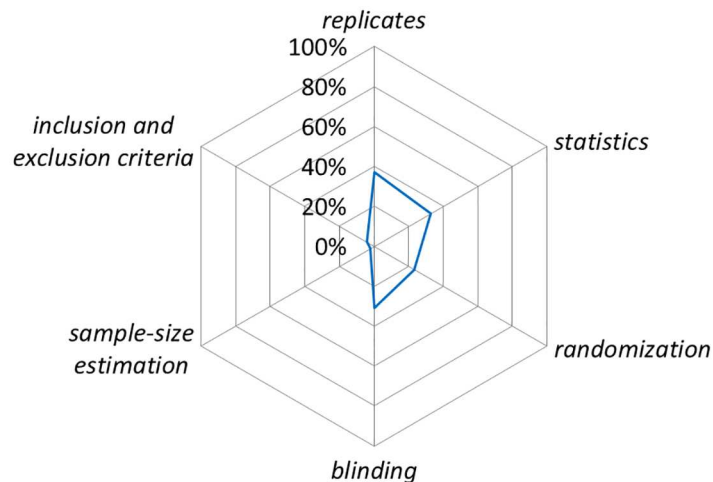 replicates
100%
80%
60%
40%
20%
0%
inclusion and
exclusion criteria
statistics
sample-size
estimation
randomization
blinding